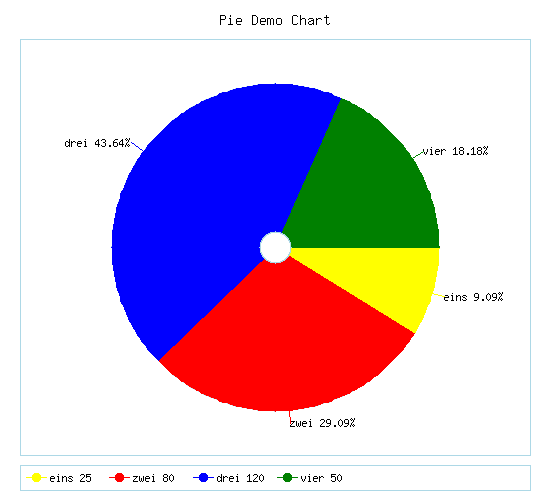 Pie Demo Chart
drei 43.64%
vier 18.18%
eins 9.09%
zwei 29.09%
eins 25 zwei 80 drei 120 vier 50